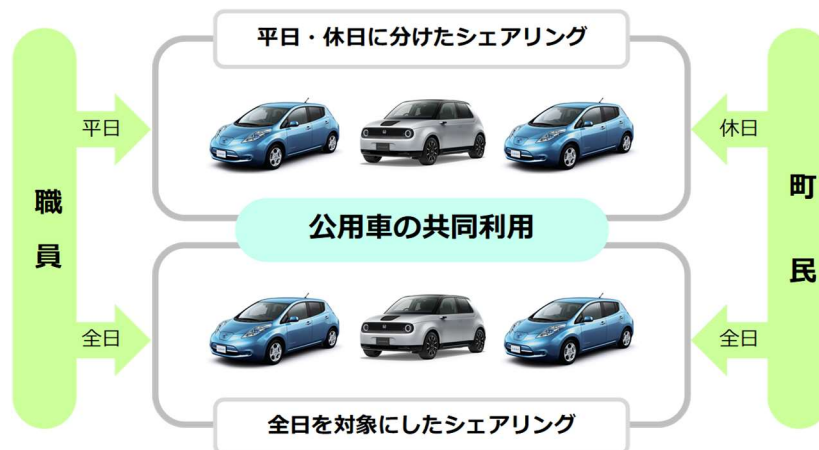 平日・休日に分けたシェアリング
職員
平日
休日
町民
公用車の共同利用
全日
全日
全日を対象にしたシェアリング